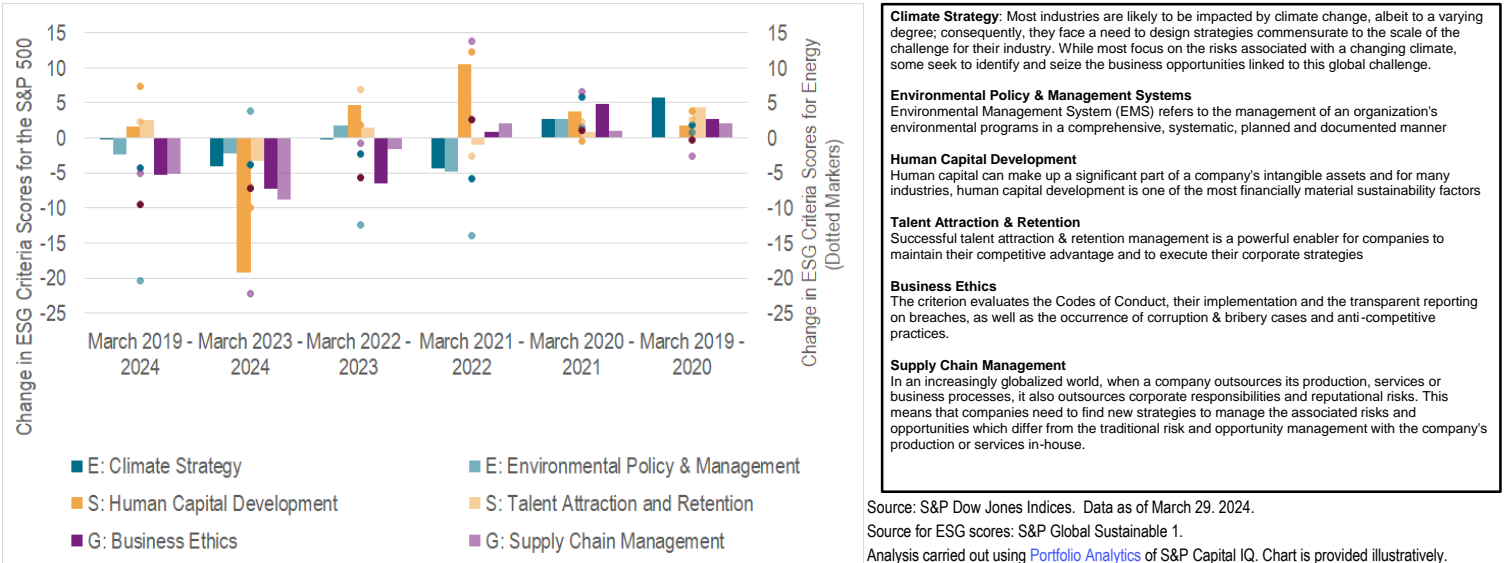 Change in ESG Criteria Scores for the S&P 500
15
10
5
0
-5
-10
-15
-20
-25
15
10
5
0
-5
-10
-15
-20
-25
Change in ESG Criteria Scores for Energy
(Dotted Markers)
March 2019 -
2024
March 2023 -
2024
March 2022 -
2023
March 2021 -
2022
March 2020 -
2021
March 2019 -
2020
E: Climate Strategy
E: Environmental Policy & Management
S: Human Capital Development
S: Talent Attraction and Retention
G: Business Ethics
G: Supply Chain Management
Climate Strategy: Most industries are likely to be impacted by climate change, albeit to a varying
degree; consequently, they face a need to design strategies commensurate to the scale of the
challenge for their industry. While most focus on the risks associated with a changing climate,
some seek to identify and seize the business opportunities linked to this global challenge.
Environmental Policy & Management Systems
Environmental Management System (EMS) refers to the management of an organization's
environmental programs in a comprehensive, systematic, planned and documented manner
Human Capital Development
Human capital can make up a significant part of a company's intangible assets and for many
industries, human capital development is one of the most financially material sustainability factors
Talent Attraction & Retention
Successful talent attraction & retention management is a powerful enabler for companies to
maintain their competitive advantage and to execute their corporate strategies
Business Ethics
The criterion evaluates the Codes of Conduct, their implementation and the transparent reporting
on breaches, as well as the occurrence of corruption & bribery cases and anti-competitive
practices.
Supply Chain Management
In an increasingly globalized world, when a company outsources its production, services or
business processes, it also outsources corporate responsibilities and reputational risks. This
means that companies need to find new strategies to manage the associated risks and
opportunities which differ from the traditional risk and opportunity management with the company's
production or services in-house.
Source: S&P Dow Jones Indices.  Data as of March 29. 2024.
Source for ESG scores: S&P Global Sustainable 1.
Analysis carried out using Portfolio Analytics of S&P Capital IQ. Chart is provided illustratively.